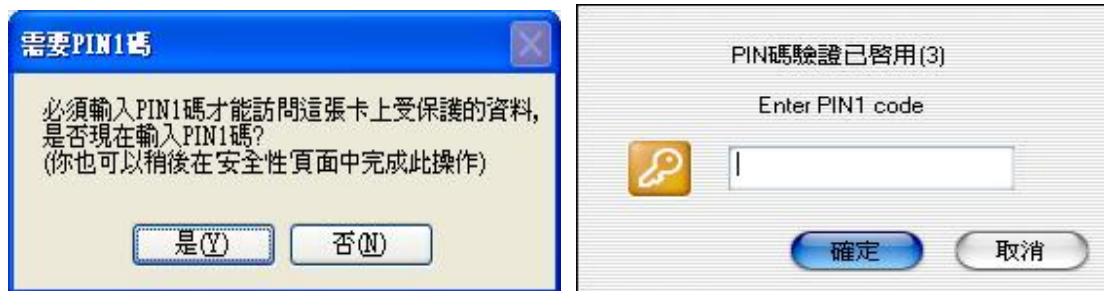 需要PIN1碼
必須輸入PIN1碼才能訪問這張卡上受保護的資料,
是否現在輸入PIN1碼?
(你也可以稍後在安全性頁面中完成此操作)
是(Y)
否(N)
PIN碼驗證已啓用(3)
Enter PIN1 code
確定
取消